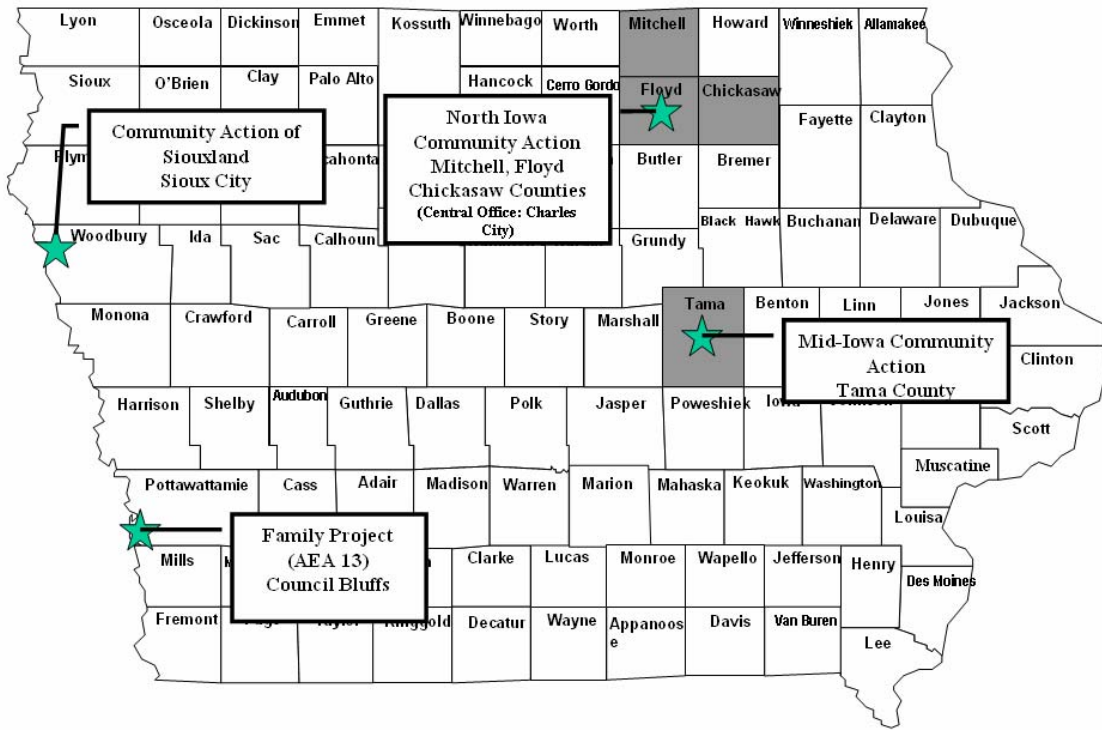 Lyon
Osceola
Dickinson
Emmet
Kossuth
Winnebago
Worth
Mitchell
Howard
Winneshiek
Allamakee
Sioux
O'Brien
Clay
Palo Alto
Hancock
Cerro Gordo
Floyd
Chickasaw
Community Action of
Siouxland
Sioux City
North Iowa
Community Action
Mitchell, Floyd
Chickasaw Counties
(Central Office: Charles
City)
Fayette
Clayton
Butler
Bremer
Woodbury
Ida
Sac
Calhoun
Grundy
Black Hawk
Buchanan
Delaware
Dubuque
Monona
Crawford
Carroll
Greene
Boone
Story
Marshall
Tama
Benton
Linn
Jones
Jackson
Mid-Iowa Community
Action
Tama County
Clinton
Harrison
Shelby
Audubon
Guthrie
Dallas
Polk
Jasper
Poweshiek
Scott
Muscatine
Pottawattamie
Cass
Adair
Madison
Warren
Marion
Mahaska
Keokuk
Washington
Louisa
Family Project
(AEA 13)
Council Bluffs
Mills
Clarke
Lucas
Monroe
Wapello
Jefferson
Henry
Des Moines
Fremont
Decatur
Wayne
Appanoos
e
Davis
Van Buren
Lee